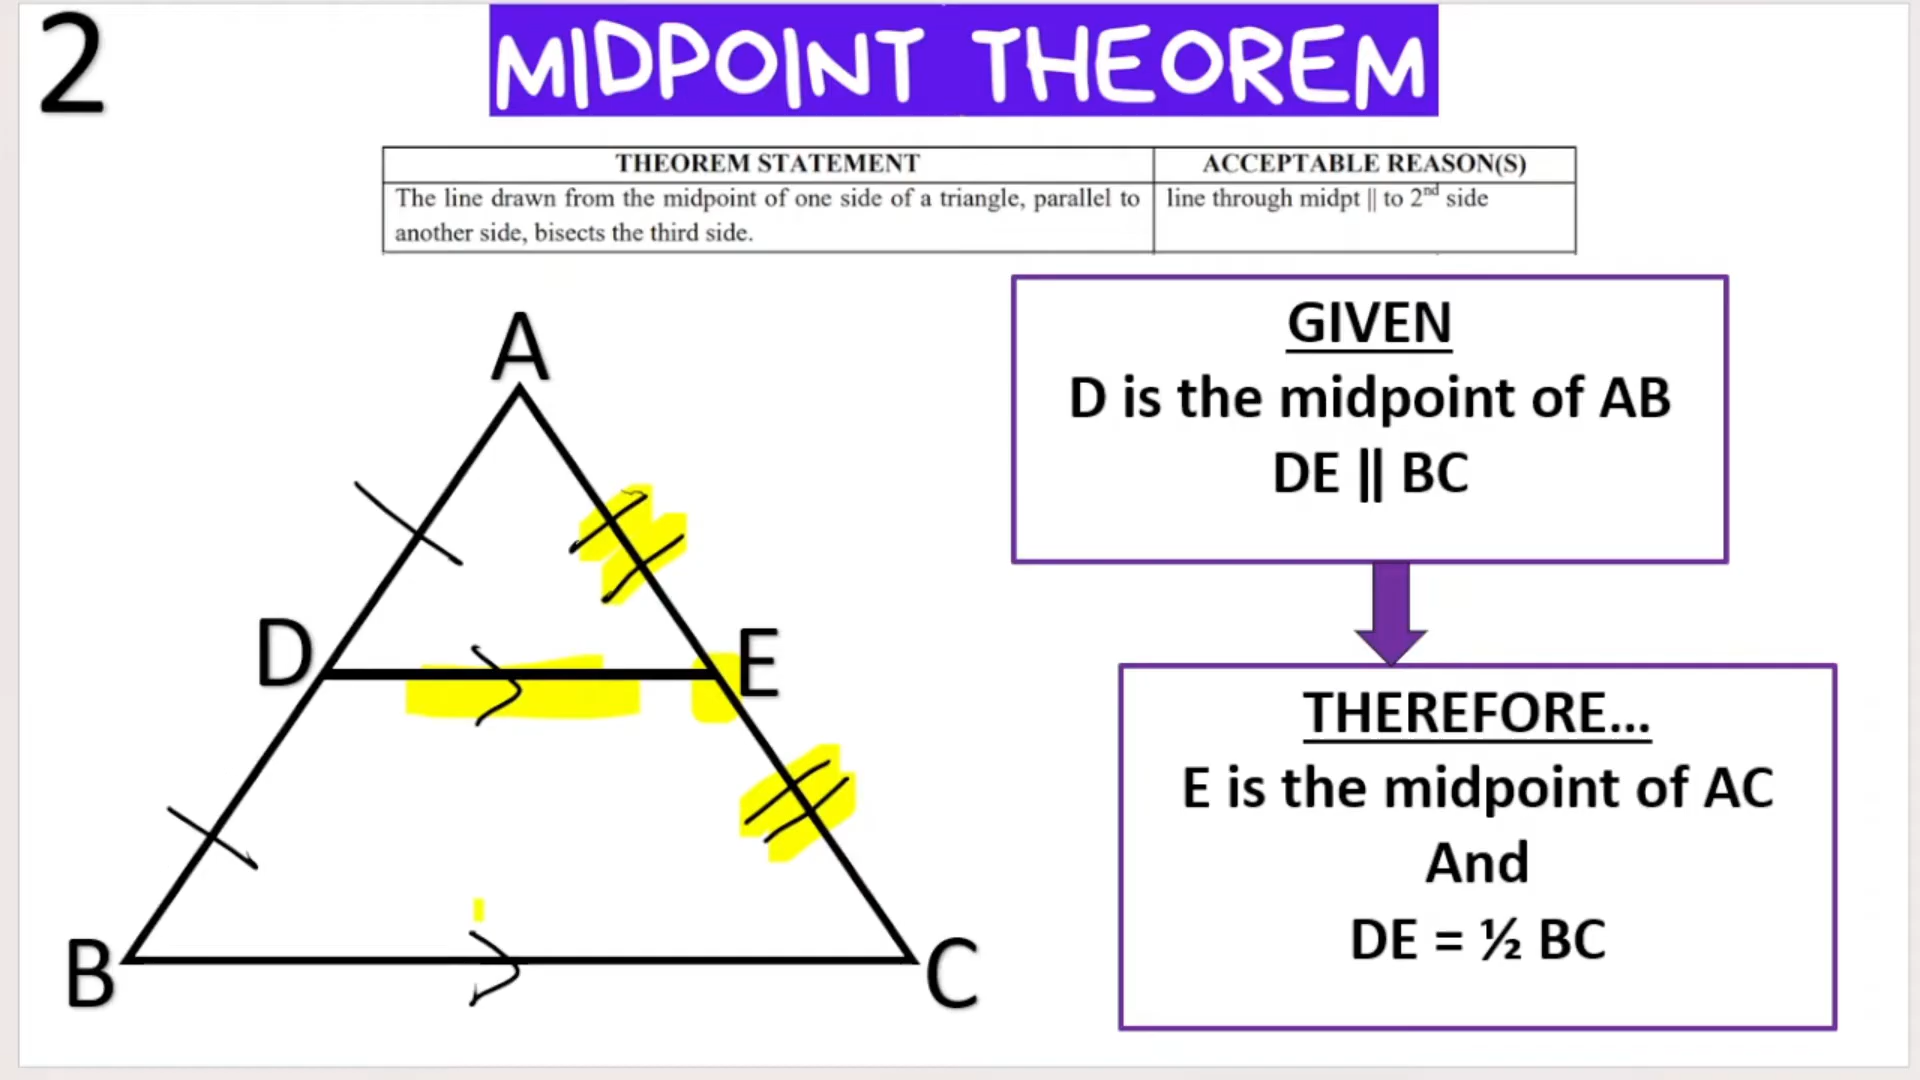 2
MIDPOINT THEOREM
THEOREM STATEMENT
ACCEPTABLE REASON(S)
The line drawn from the midpoint of one side of a triangle, parallel to
another side, bisects the third side.
line through midpt || to 2nd side
A
D
E
B
C
GIVEN
D is the midpoint of AB
DE || BC
THEREFORE...
E is the midpoint of AC
And
DE = ½ BC